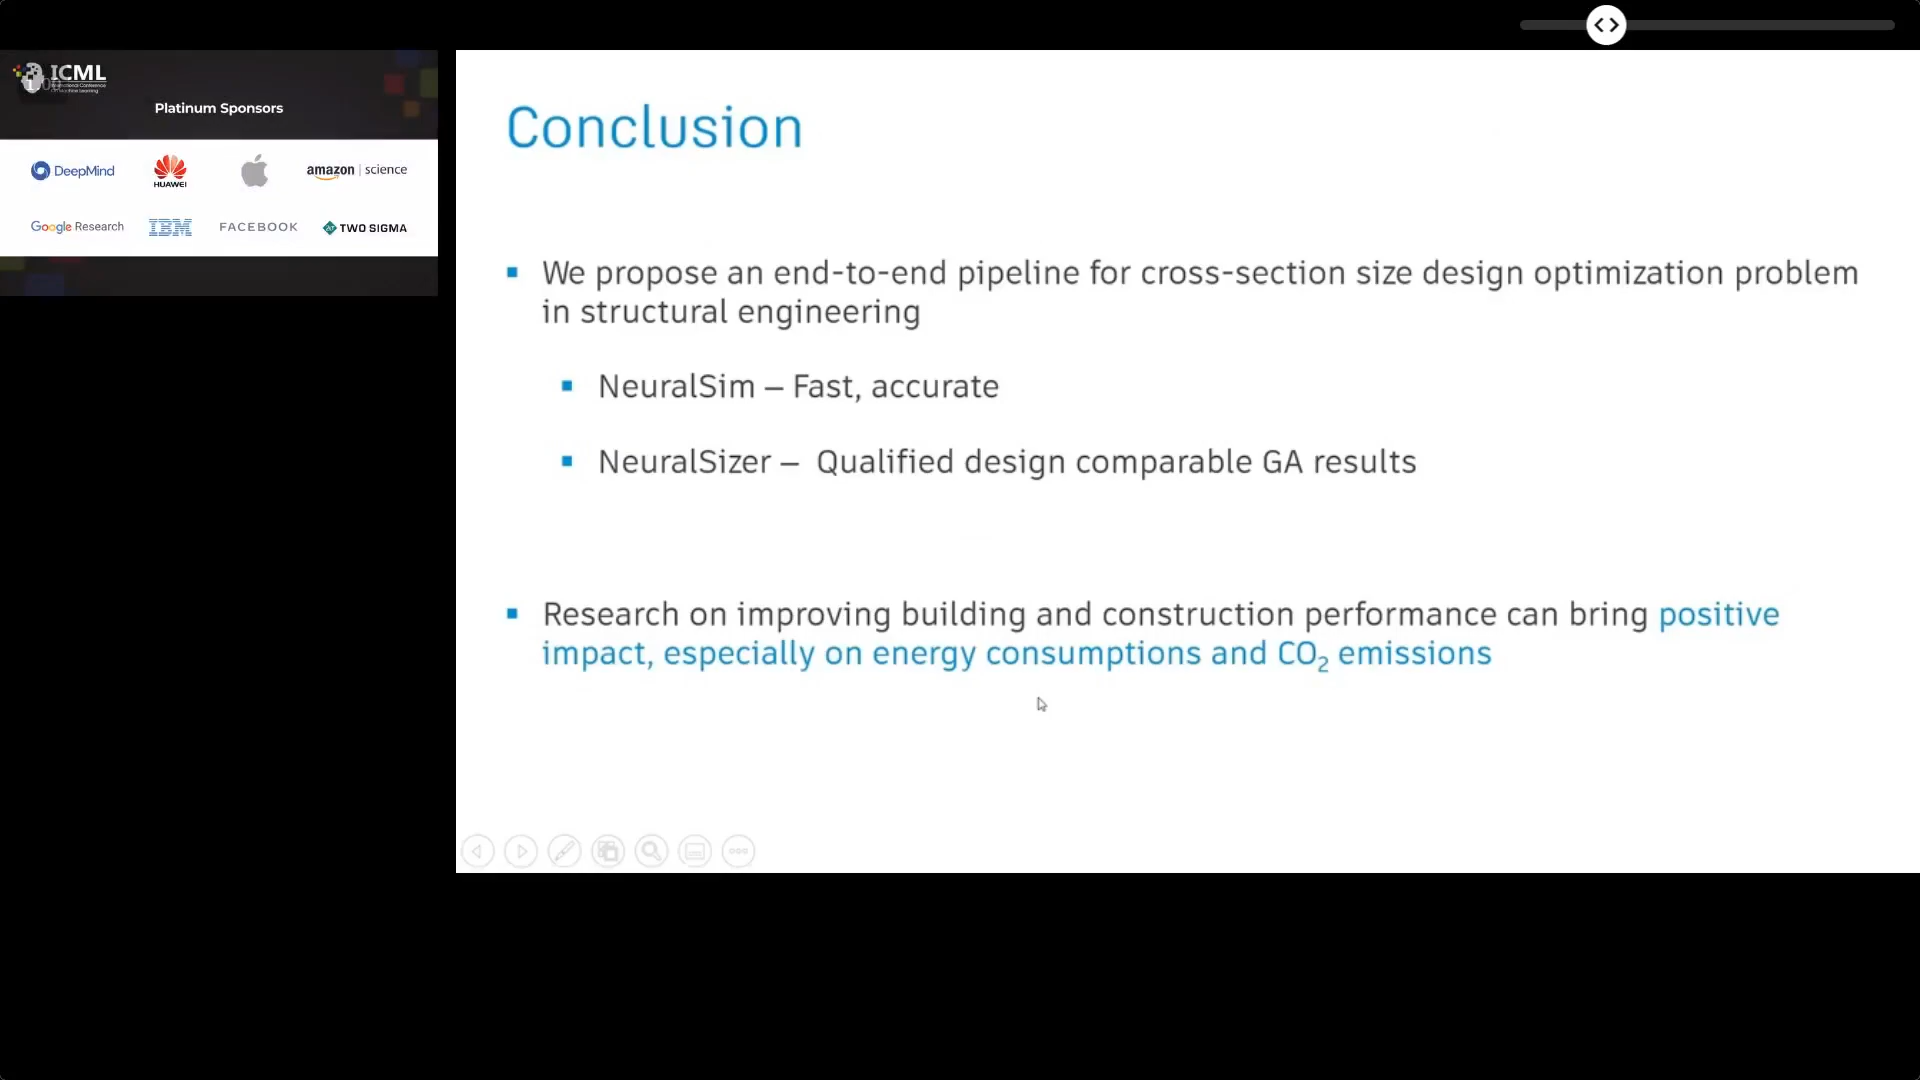 ICML
Platinum Sponsors
DeepMind
HUAWEI
amazon | science
Google Research
IBM
FACEBOOK
TWO SIGMA
Conclusion
We propose an end-to-end pipeline for cross-section size design optimization problem
in structural engineering
NeuralSim – Fast, accurate
NeuralSizer – Qualified design comparable GA results
Research on improving building and construction performance can bring positive
impact, especially on energy consumptions and CO₂ emissions